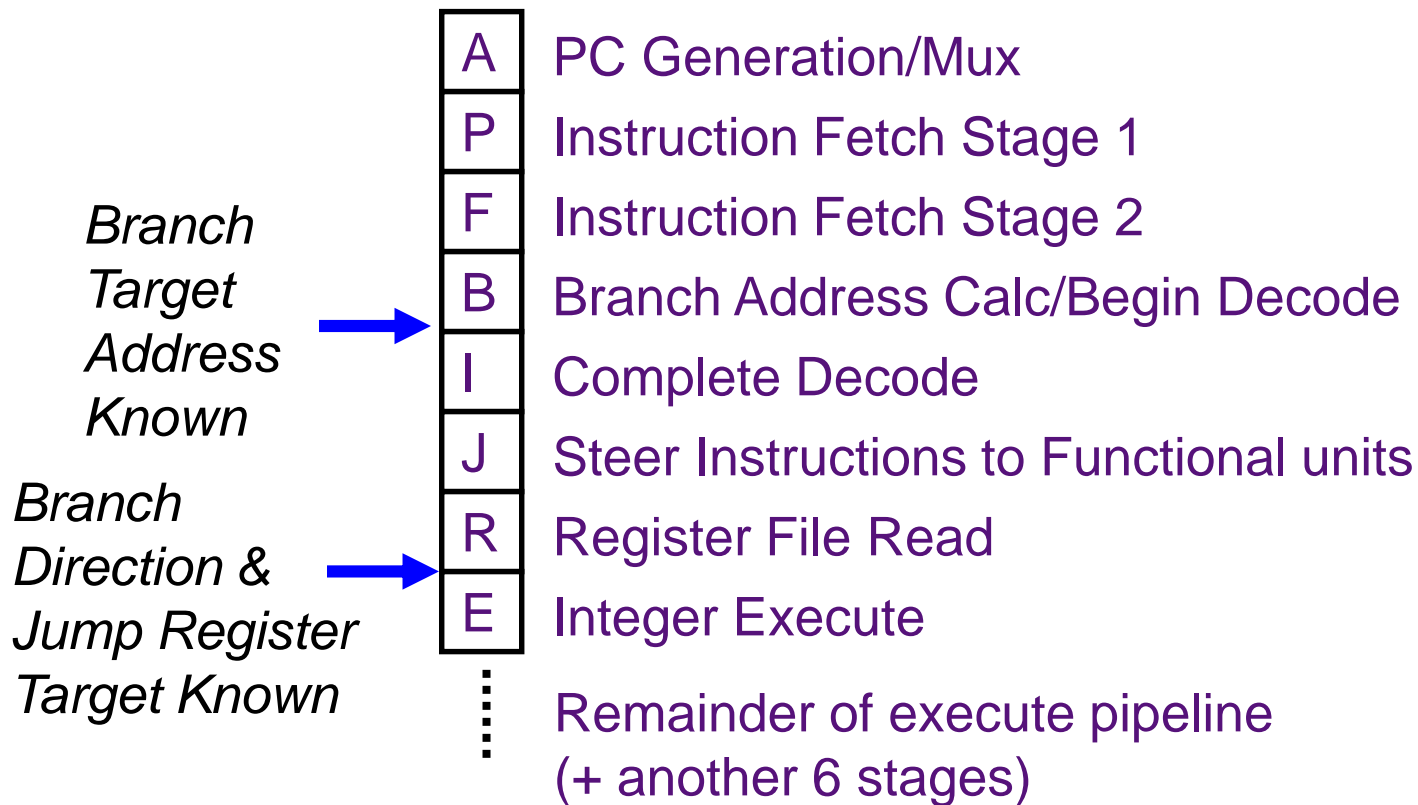 A PC Generation/Mux
P Instruction Fetch Stage 1
F Instruction Fetch Stage 2
B Branch Address Calc/Begin Decode
I Complete Decode
J Steer Instructions to Functional units
R Register File Read
E Integer Execute
Remainder of execute pipeline
(+ another 6 stages)
Branch
Target
Address
Known
Branch
Direction &
Jump Register
Target Known